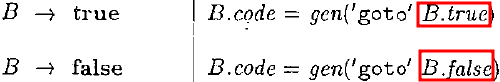 B → true | B.code = gen('goto' B.true)
B → false | B.code = gen('goto' B.false)